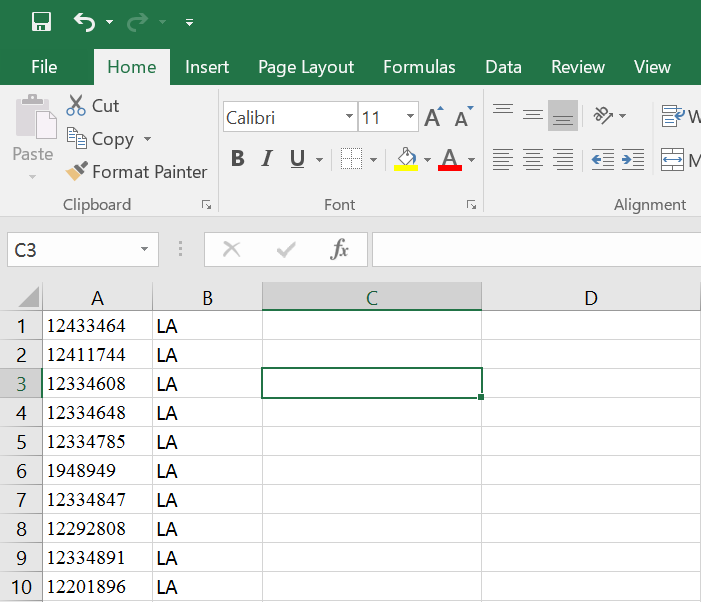 File Home Insert Page Layout Formulas Data Review View
Cut
Copy
Paste
Format Painter
Clipboard
Calibri 11
A A
B I U A
Font
W
M
Alignment
C3 fx
A B C D
1 12433464 LA
2 12411744 LA
3 12334608 LA
4 12334648 LA
5 12334785 LA
6 1948949 LA
7 12334847 LA
8 12292808 LA
9 12334891 LA
10 12201896 LA